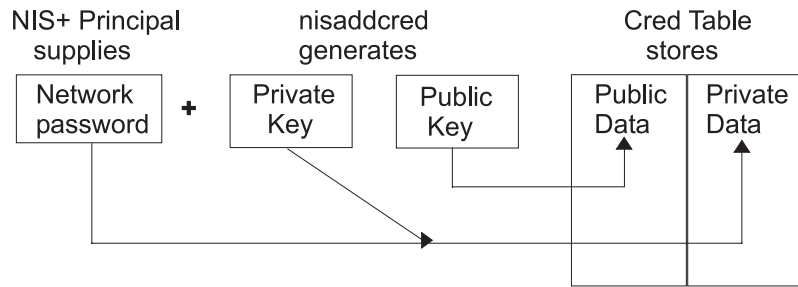 NIS+ Principal
supplies
nisaddcred
generates
Cred Table
stores
Network
password
+
Private
Key
Public
Key
Public
Data
Private
Data